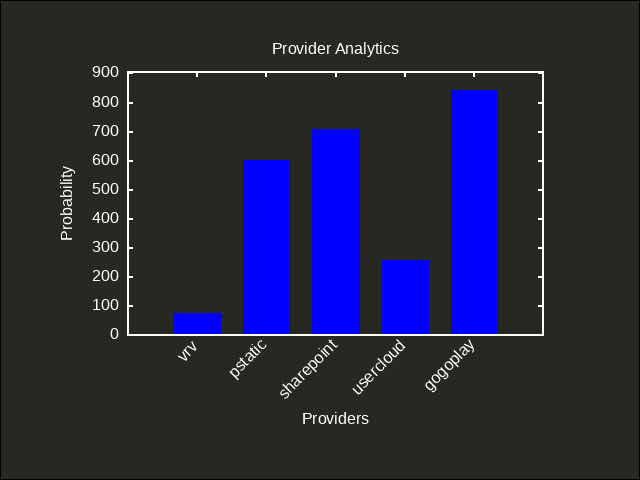 Provider Analytics
900
800
700
600
500
400
300
200
100
0
Probability
vrv
pstatic
sharepoint
usercloud
gogoplay
Providers